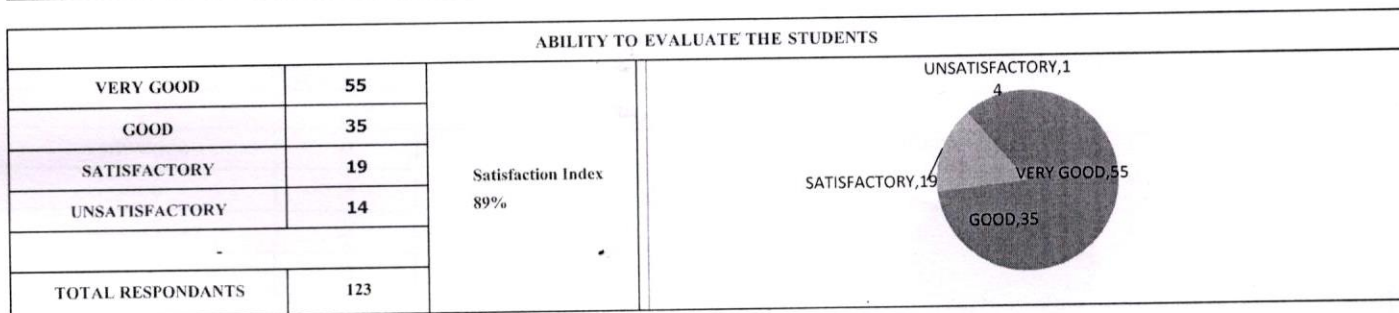 ABILITY TO EVALUATE THE STUDENTS
VERY GOOD 55
GOOD 35
SATISFACTORY 19
UNSATISFACTORY 14
-
TOTAL RESPONDANTS 123
Satisfaction Index
89%
UNSATISFACTORY,1
4
SATISFACTORY,19
VERY GOOD,55
GOOD,35